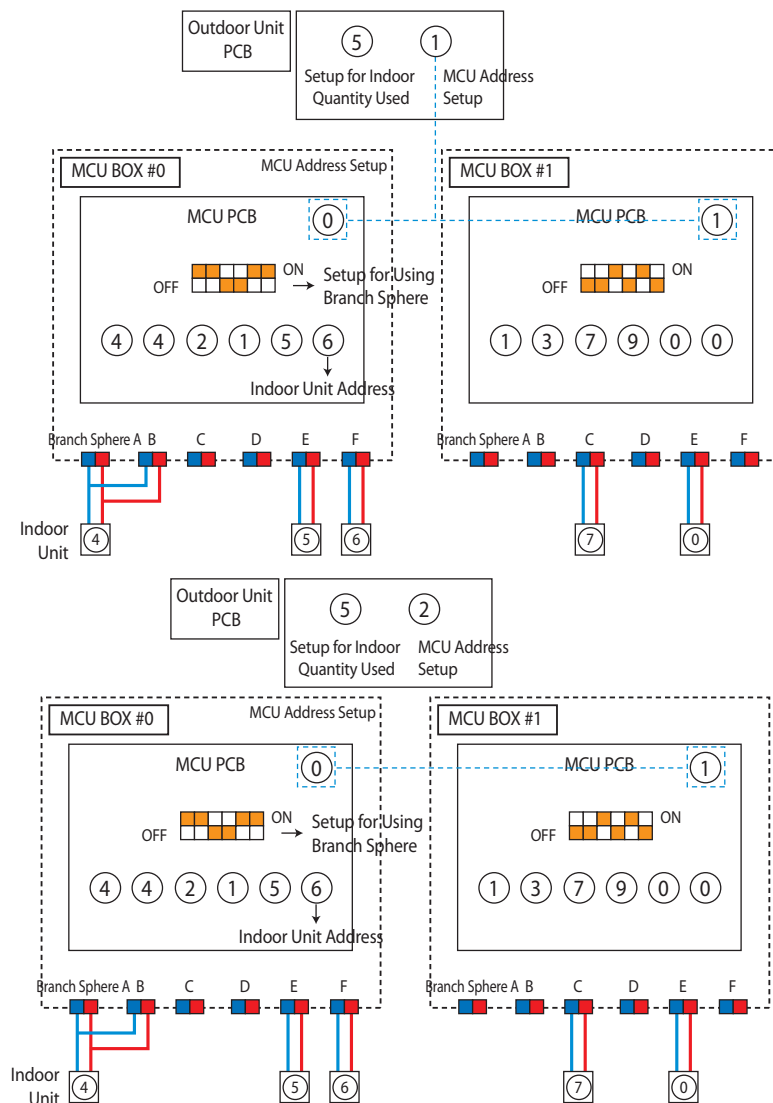 Outdoor Unit
PCB
5 1
Setup for Indoor
Quantity Used
MCU Address
Setup
MCU BOX #0
MCU Address Setup
MCU PCB
0
ON
OFF
Setup for Using
Branch Sphere
4 4 2 1 5 6
Indoor Unit Address
Branch Sphere A B C D E F
Indoor
Unit
4 5 6
MCU BOX #1
MCU PCB
1
ON
OFF
1 3 7 9 0 0
Branch Sphere A B C D E F
7 0
Outdoor Unit
PCB
5 2
Setup for Indoor
Quantity Used
MCU Address
Setup
MCU BOX #0
MCU Address Setup
MCU PCB
0
ON
OFF
Setup for Using
Branch Sphere
4 4 2 1 5 6
Indoor Unit Address
Branch Sphere A B C D E F
Indoor
Unit
4 5 6
MCU BOX #1
MCU PCB
1
ON
OFF
1 3 7 9 0 0
Branch Sphere A B C D E F
7 0